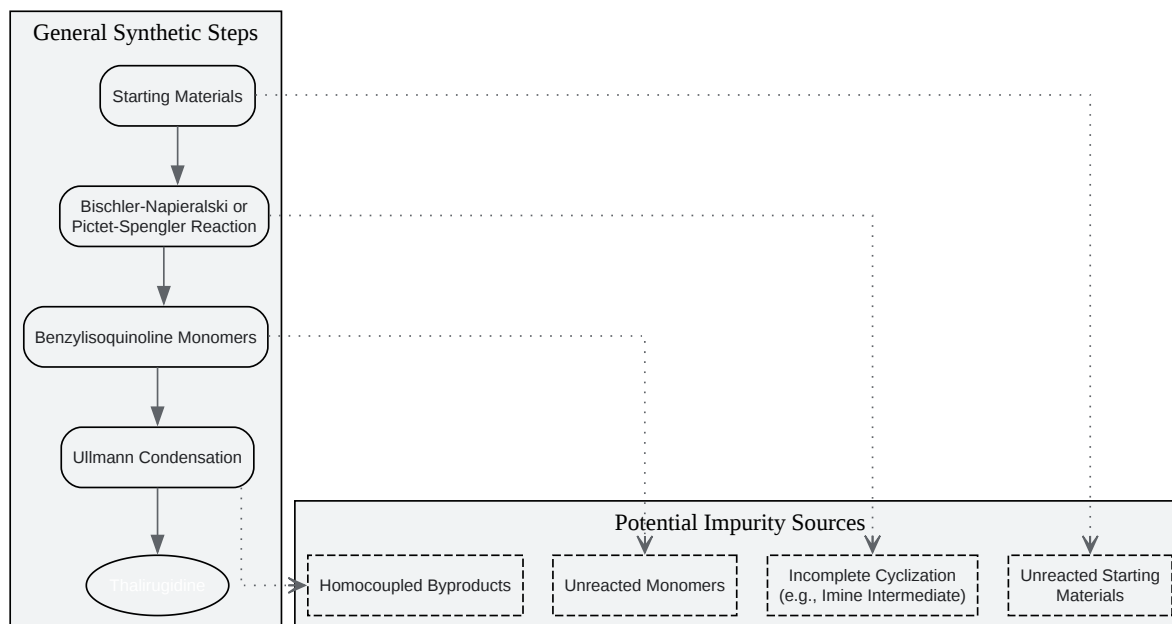 General Synthetic Steps
Starting Materials
Bischler-Napieralski or
Pictet-Spengler Reaction
Benzylisoquinoline Monomers
Ullmann Condensation
Thalirugidine
Potential Impurity Sources
Homocoupled Byproducts
Unreacted Monomers
Incomplete Cyclization
(e.g., Imine Intermediate)
Unreacted Starting
Materials